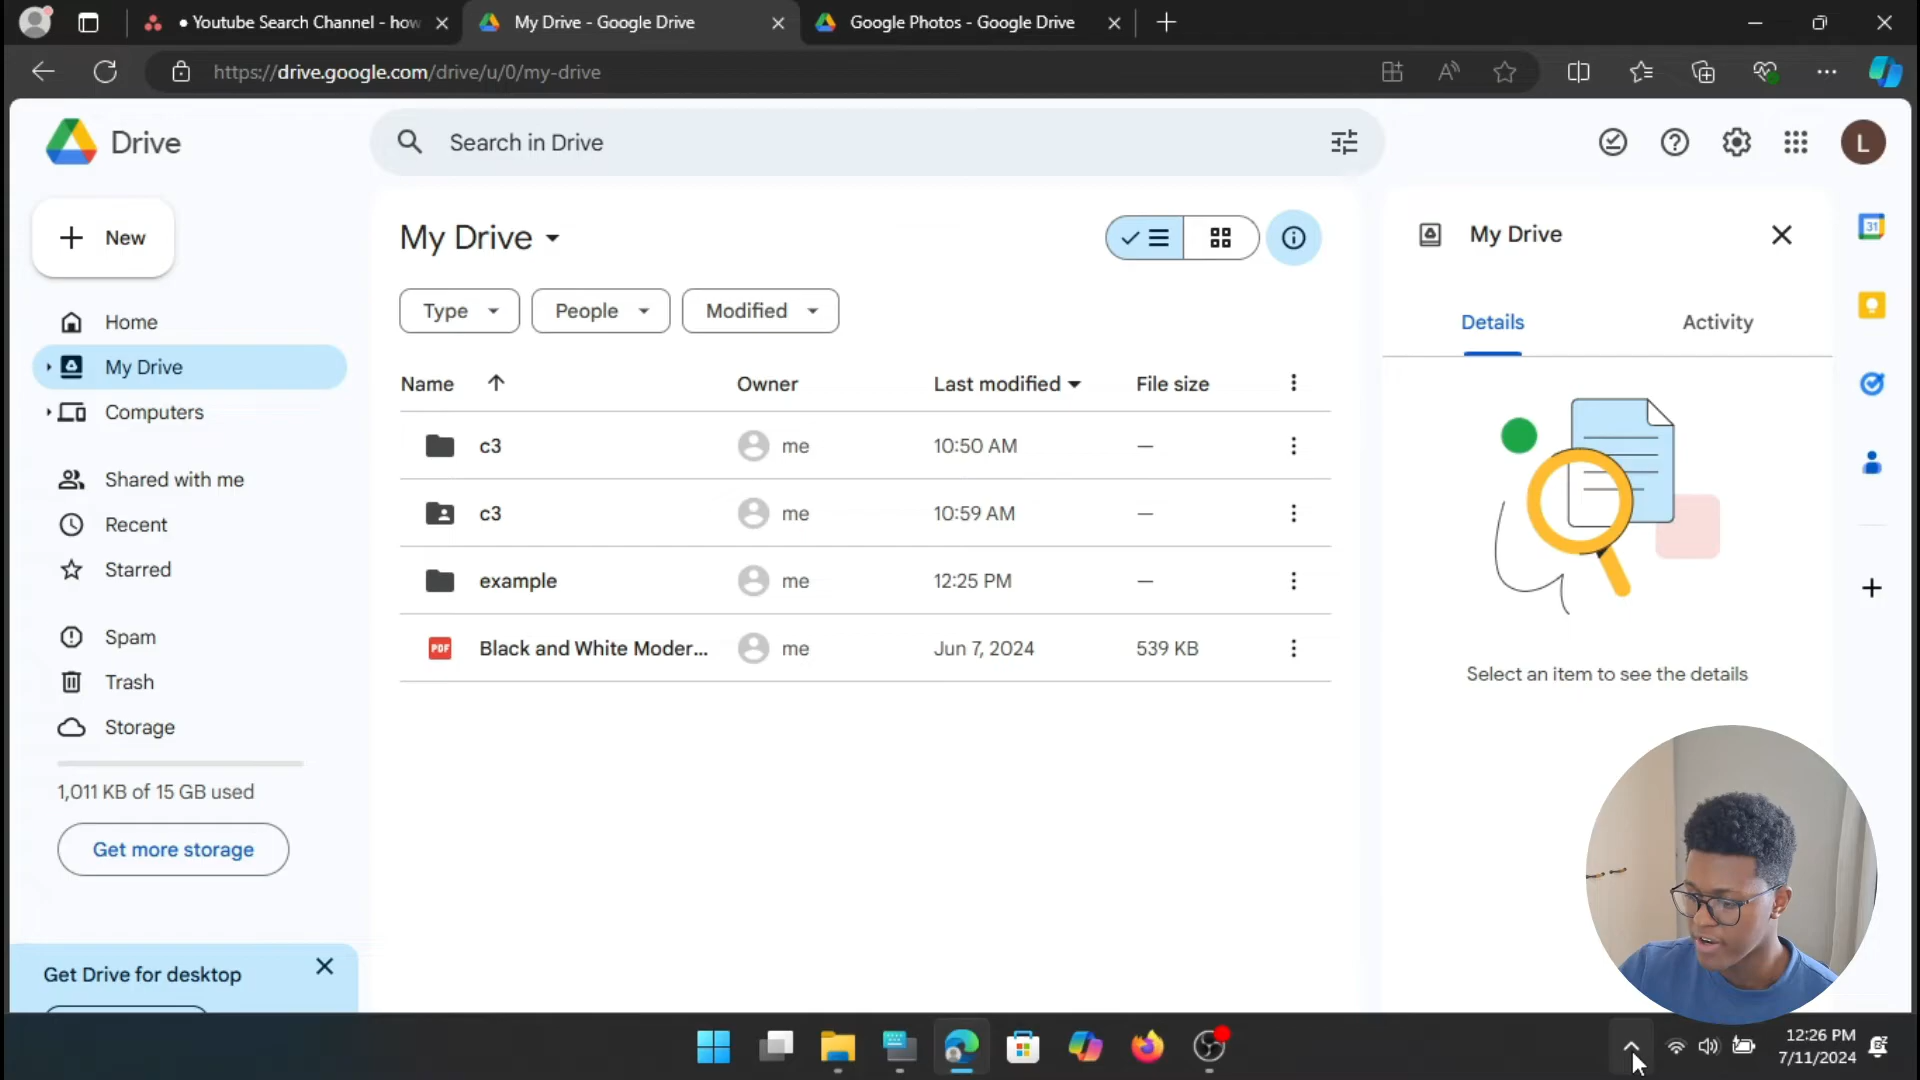 • Youtube Search Channel - how
My Drive - Google Drive
Google Photos - Google Drive
https://drive.google.com/drive/u/0/my-drive
Drive
Search in Drive
L
New
My Drive
My Drive
31
Type
People
Modified
Details
Activity
Home
My Drive
Computers
Shared with me
Recent
Starred
Spam
Trash
Storage
1,011 KB of 15 GB used
Get more storage
Get Drive for desktop
Name
Owner
Last modified
File size
c3 me 10:50 AM —
c3 me 10:59 AM —
example me 12:25 PM —
PDF Black and White Moder... me Jun 7, 2024 539 KB
Select an item to see the details
12:26 PM
7/11/2024